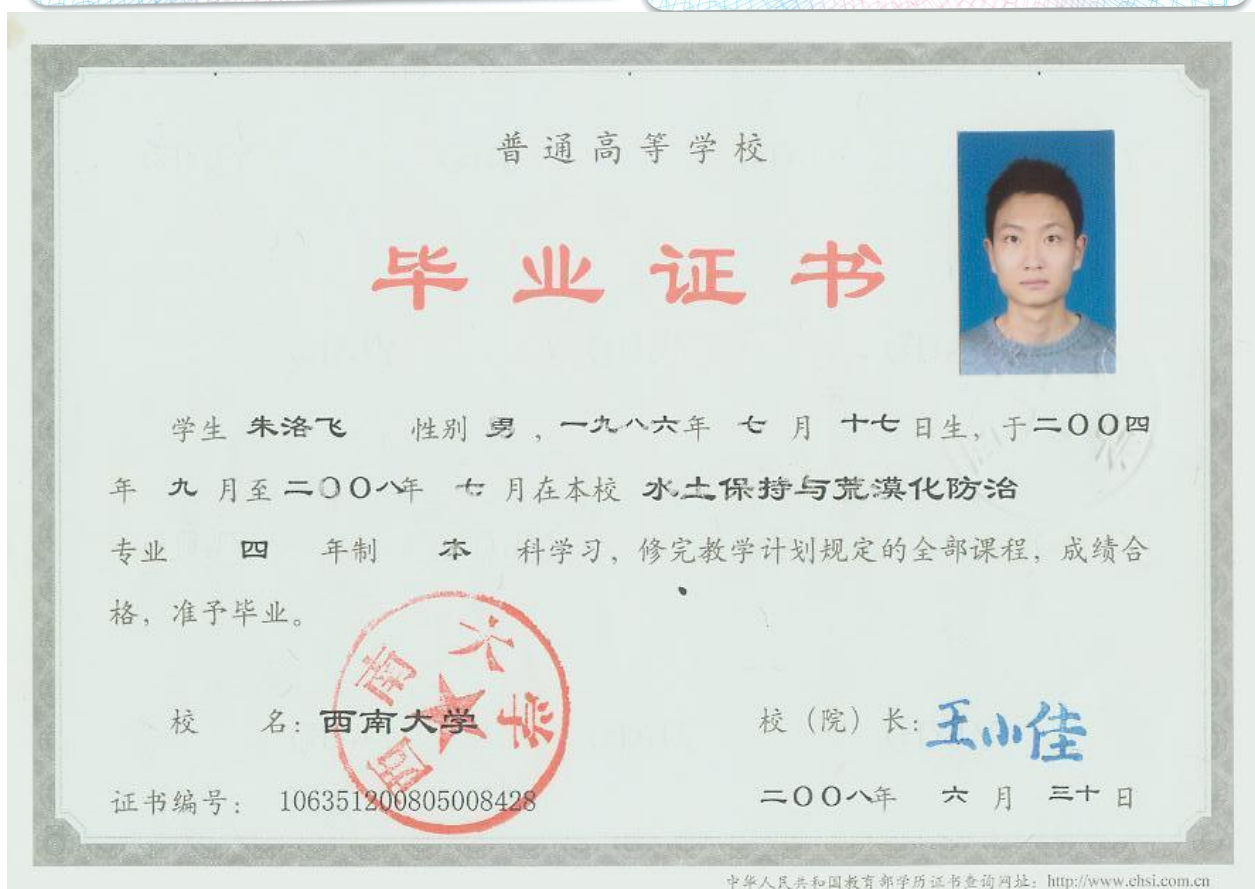 普通高等学校
毕业证书
学生 朱洛飞 性别 男，一九八六年 七 月 十七 日生，于二〇〇四
年 九 月至二〇〇八年 七 月在本校 水土保持与荒漠化防治
专业 四 年制 本 科学习，修完教学计划规定的全部课程，成绩合
格，准予毕业。
西南大学
校 名：西南大学 校（院）长：王小佳
证书编号： 106351200805008428 二〇〇八年 六 月 三十 日
中华人民共和国教育部学历证书查询网址：http://www.chsi.com.cn